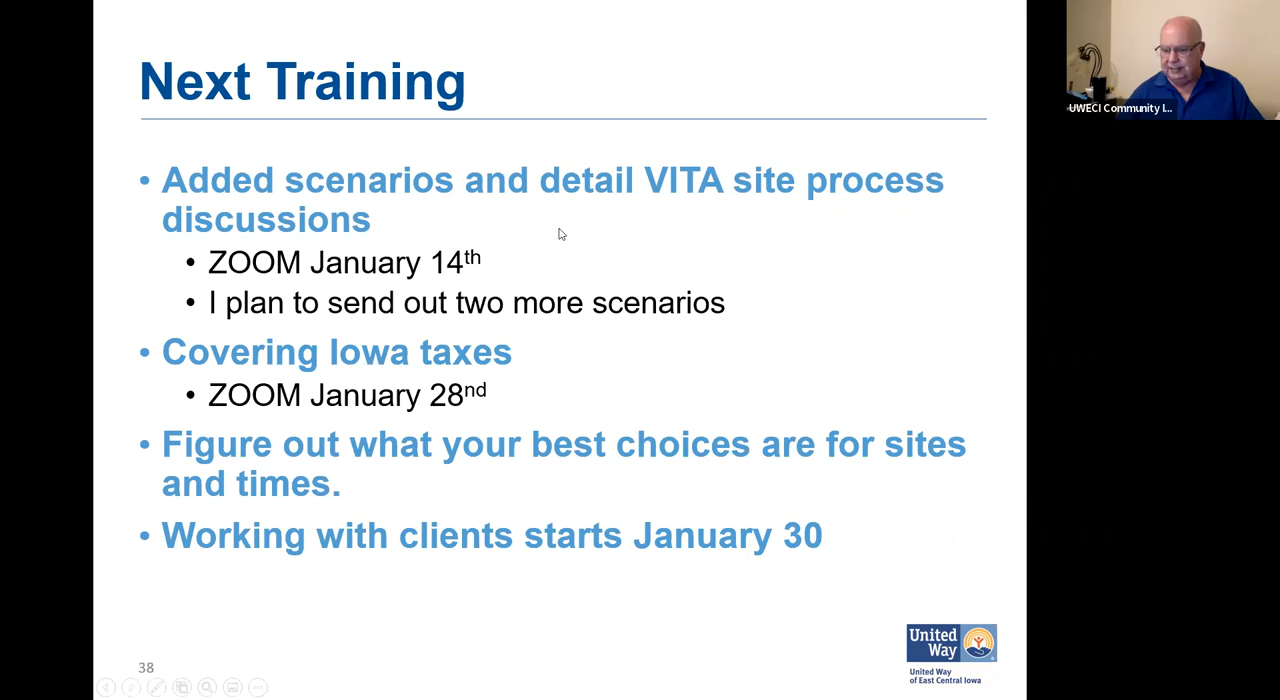 Next Training
• Added scenarios and detail VITA site process
discussions
• ZOOM January 14th
• I plan to send out two more scenarios
• Covering Iowa taxes
• ZOOM January 28nd
• Figure out what your best choices are for sites
and times.
• Working with clients starts January 30
38
United
Way
United Way
of East Central Iowa
UWECI Community I...